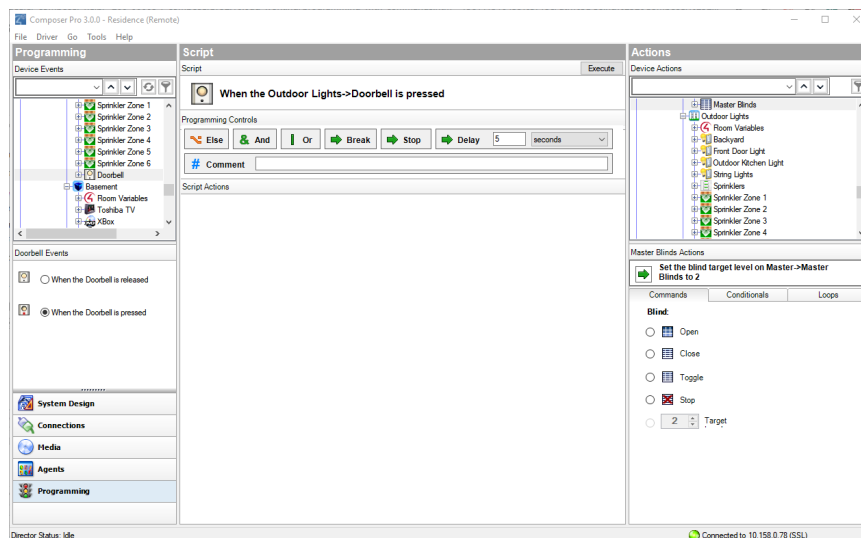 Composer Pro 3.0.0 - Residence (Remote)
File Driver Go Tools Help
Programming
Device Events
Sprinkler Zone 1
Sprinkler Zone 2
Sprinkler Zone 3
Sprinkler Zone 4
Sprinkler Zone 5
Sprinkler Zone 6
Doorbell
Basement
Room Variables
Toshiba TV
XBox
Doorbell Events
When the Doorbell is released
When the Doorbell is pressed
System Design
Connections
Media
Agents
Programming
Script
Script Execute
When the Outdoor Lights->Doorbell is pressed
Programming Controls
Else & And Or Break Stop Delay 5 seconds
# Comment
Script Actions
Actions
Device Actions
Master Blinds
Outdoor Lights
Room Variables
Backyard
Front Door Light
Outdoor Kitchen Light
String Lights
Sprinklers
Sprinkler Zone 1
Sprinkler Zone 2
Sprinkler Zone 3
Sprinkler Zone 4
Master Blinds Actions
Set the blind target level on Master->Master
Blinds to 2
Commands Conditionals Loops
Blind:
Open
Close
Toggle
Stop
2 Target
Director Status: Idle
Connected to 10.158.0.78 (SSL)